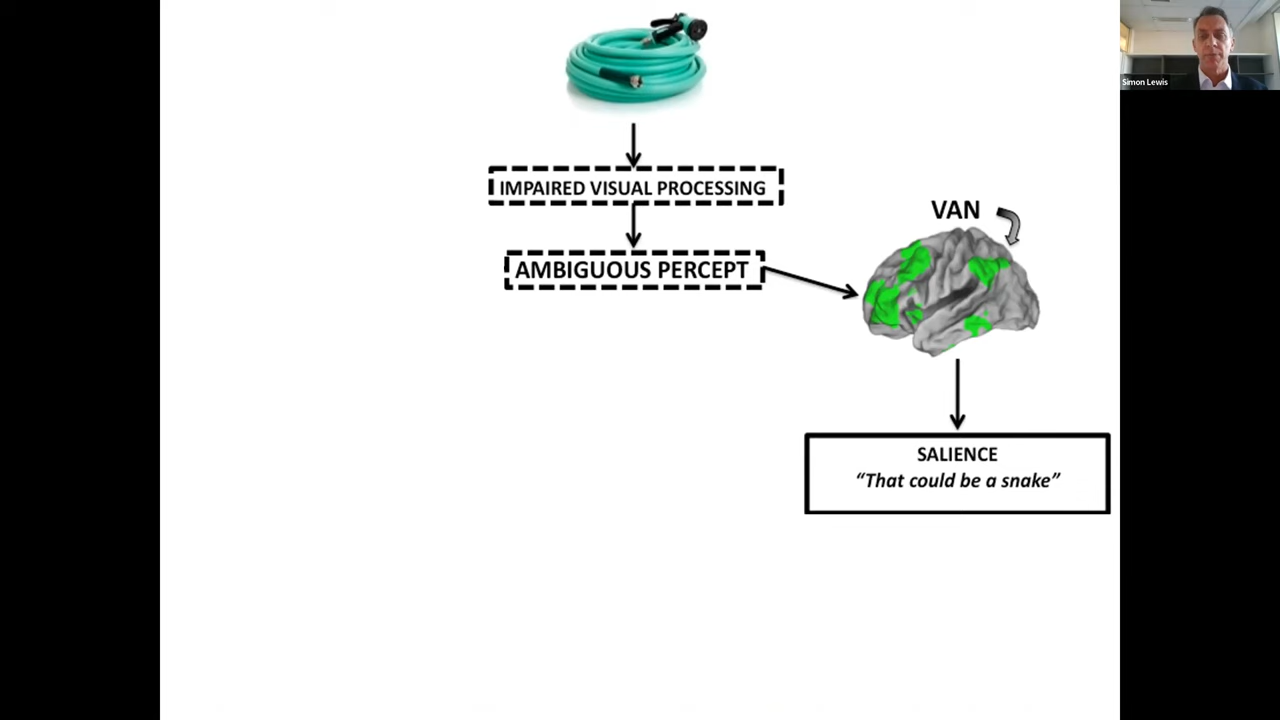 Simon Lewis
IMPAIRED VISUAL PROCESSING
VAN
AMBIGUOUS PERCEPT
SALIENCE
“That could be a snake”